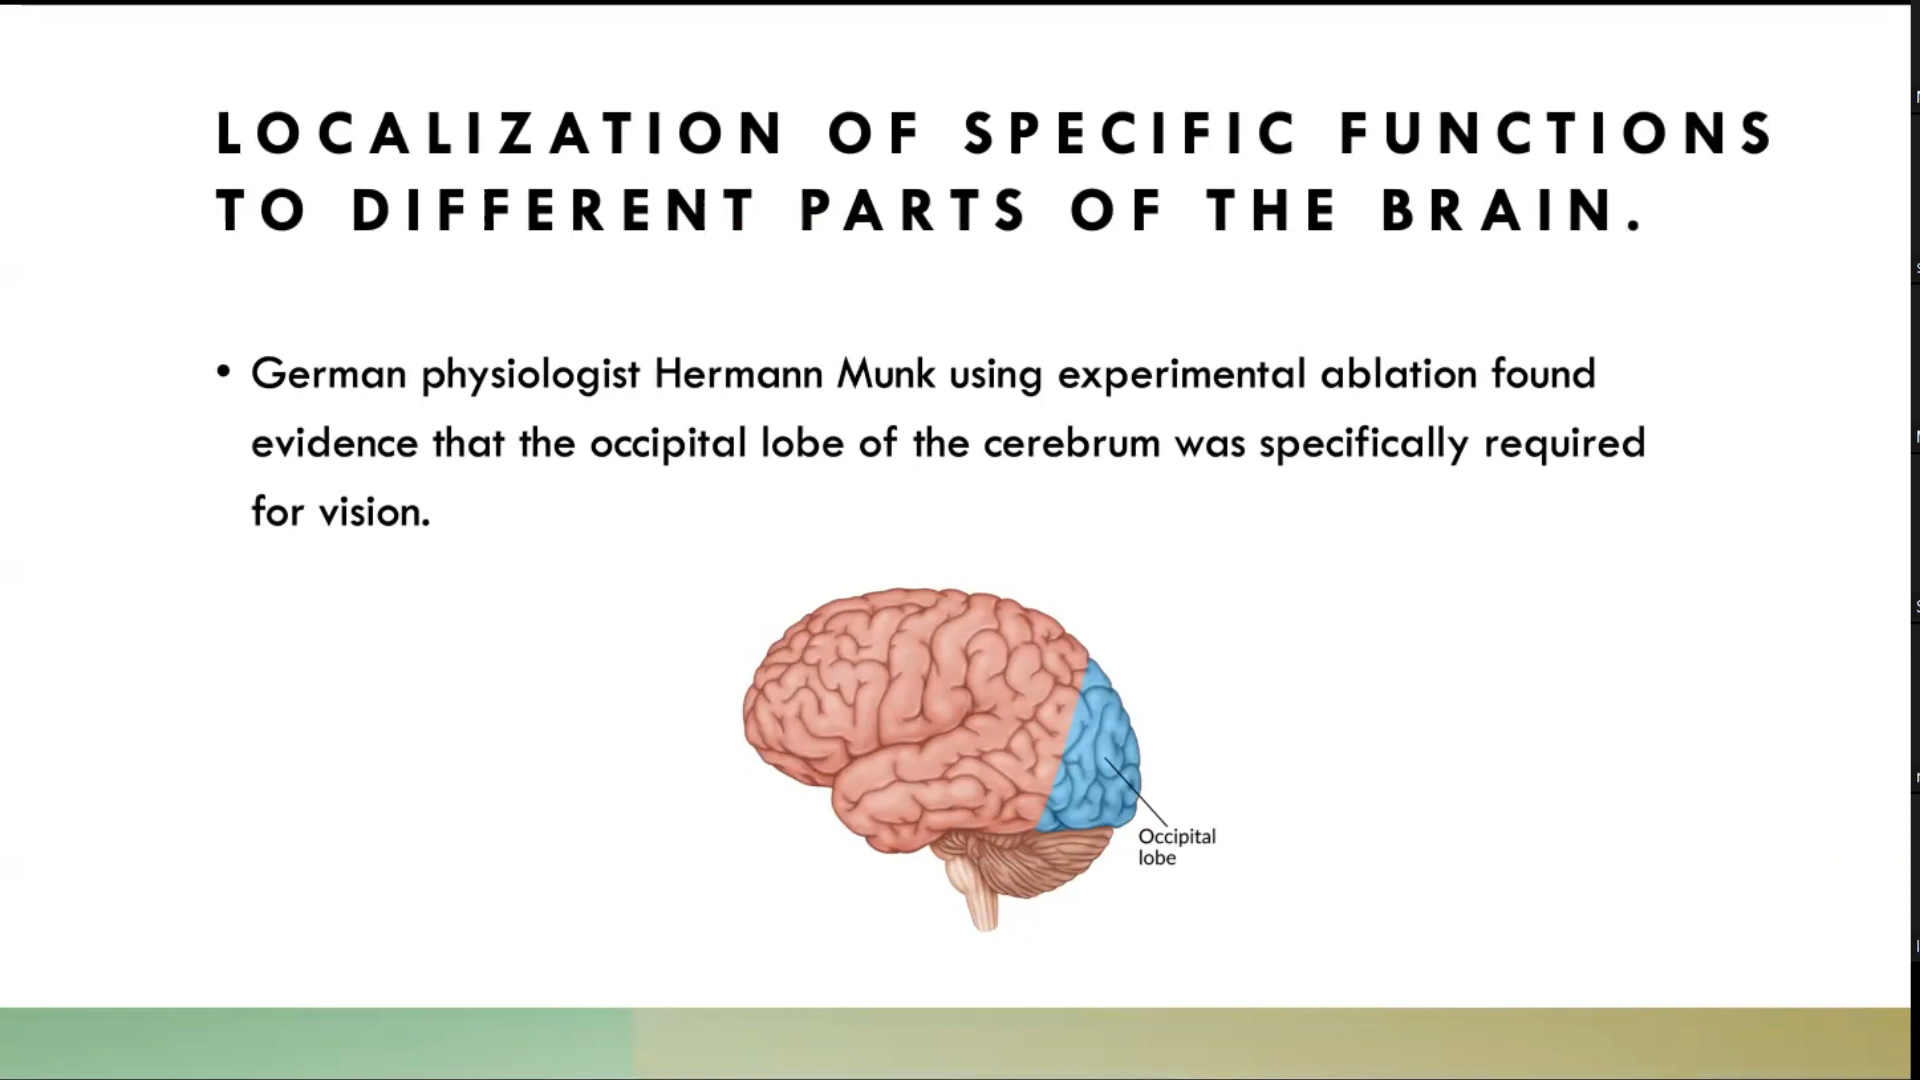 LOCALIZATION OF SPECIFIC FUNCTIONS
TO DIFFERENT PARTS OF THE BRAIN.
• German physiologist Hermann Munk using experimental ablation found
evidence that the occipital lobe of the cerebrum was specifically required
for vision.
Occipital
lobe